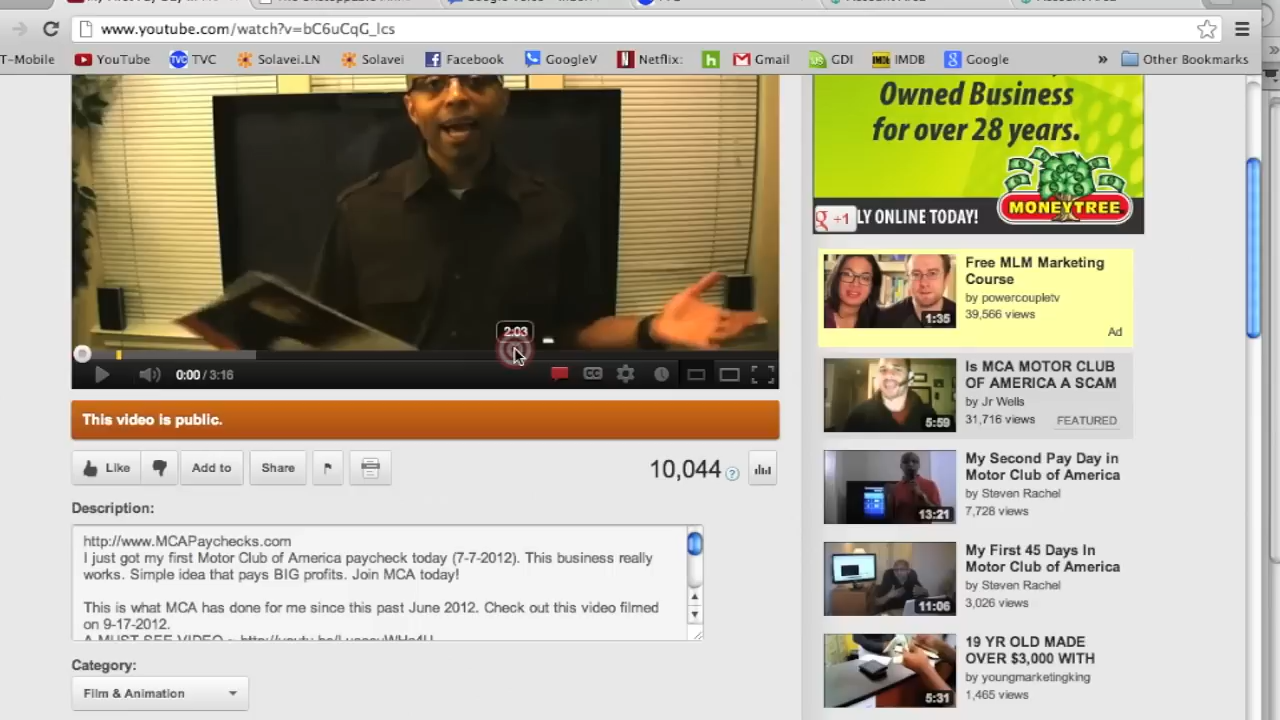 www.youtube.com/watch?v=bC6uCqG_lcs
T-Mobile
YouTube
TVC
TVC
Solavei.LN
Solavei
Facebook
GoogleV
Netflix:
Gmail
GDI
IMDB
Google
»
Other Bookmarks
Owned Business
for over 28 years.
MONEYTREE
+1
LY ONLINE TODAY!
2:03
0:00 / 3:16
This video is public.
Like
Add to
Share
10,044
Description:
http://www.MCAPaychecks.com
I just got my first Motor Club of America paycheck today (7-7-2012). This business really
works. Simple idea that pays BIG profits. Join MCA today!
This is what MCA has done for me since this past June 2012. Check out this video filmed
on 9-17-2012.
A MUST SEE VIDEO
Category:
Film & Animation
Free MLM Marketing
Course
by powercoupletv
39,566 views
Ad
1:35
Is MCA MOTOR CLUB
OF AMERICA A SCAM
by Jr Wells
31,716 views
FEATURED
5:59
My Second Pay Day in
Motor Club of America
by Steven Rachel
7,728 views
13:21
My First 45 Days In
Motor Club of America
by Steven Rachel
3,026 views
11:06
19 YR OLD MADE
OVER $3,000 WITH
by youngmarketingking
1,465 views
5:31